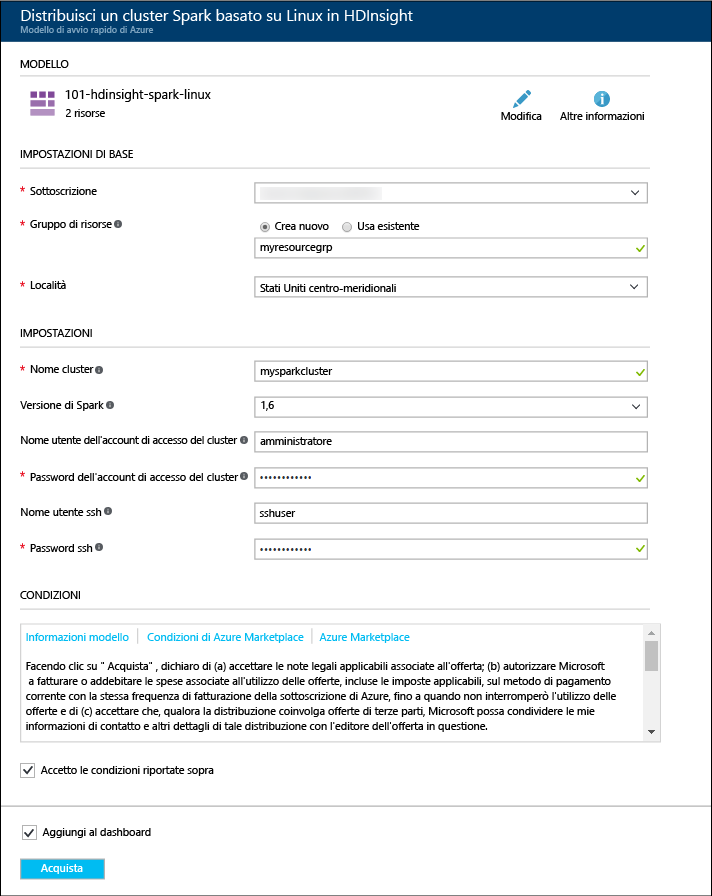 Distribuisci un cluster Spark basato su Linux in HDInsight
Modello di avvio rapido di Azure
MODELLO
101-hdinsight-spark-linux
2 risorse
Modifica
Altre informazioni
IMPOSTAZIONI DI BASE
* Sottoscrizione
* Gruppo di risorse
Crea nuovo
Usa esistente
myresourcegrp
* Località
Stati Uniti centro-meridionali
IMPOSTAZIONI
* Nome cluster
mysparkcluster
Versione di Spark
1,6
Nome utente dell'account di accesso del cluster
amministratore
* Password dell'account di accesso del cluster
••••••••••••
Nome utente ssh
sshuser
* Password ssh
••••••••••••
CONDIZIONI
Informazioni modello | Condizioni di Azure Marketplace | Azure Marketplace
Facendo clic su " Acquista" , dichiaro di (a) accettare le note legali applicabili associate all'offerta; (b) autorizzare Microsoft
a fatturare o addebitare le spese associate all'utilizzo delle offerte, incluse le imposte applicabili, sul metodo di pagamento
corrente con la stessa frequenza di fatturazione della sottoscrizione di Azure, fino a quando non interromperò l'utilizzo delle
offerte e di (c) accettare che, qualora la distribuzione coinvolga offerte di terze parti, Microsoft possa condividere le mie
informazioni di contatto e altri dettagli di tale distribuzione con l'editore dell'offerta in questione.
Accetto le condizioni riportate sopra
Aggiungi al dashboard
Acquista